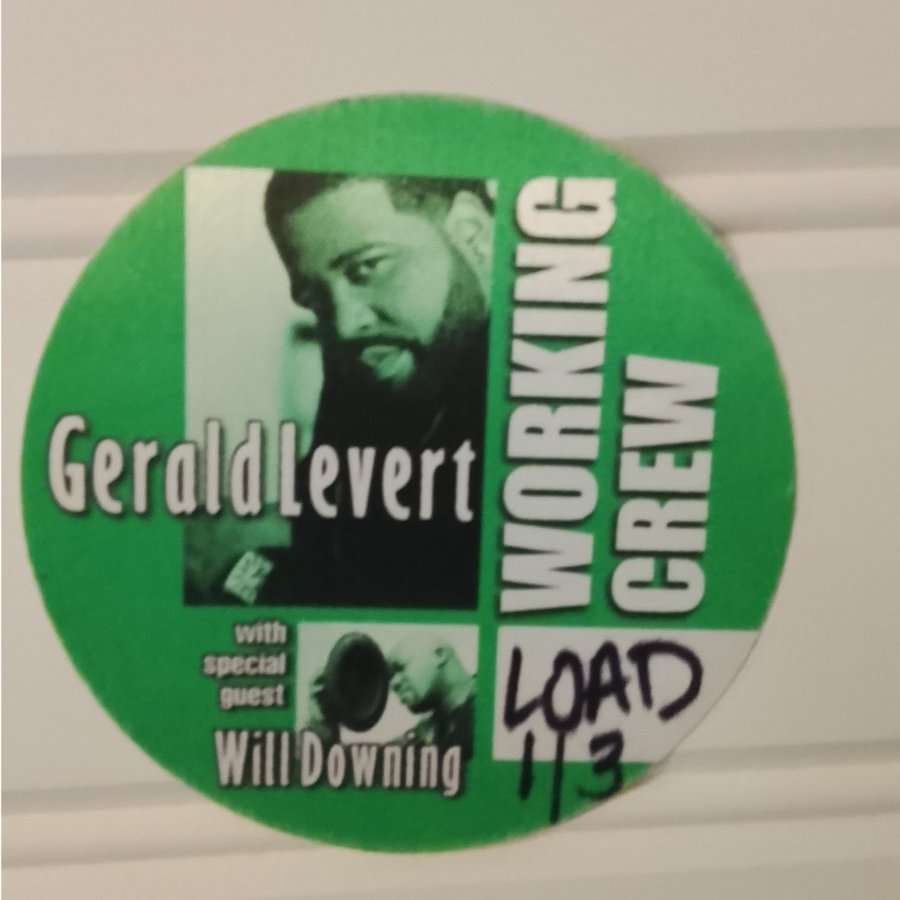 Gerald Levert
WORKING
CREW
with
special
guest
Will Downing
LOAD
1/3